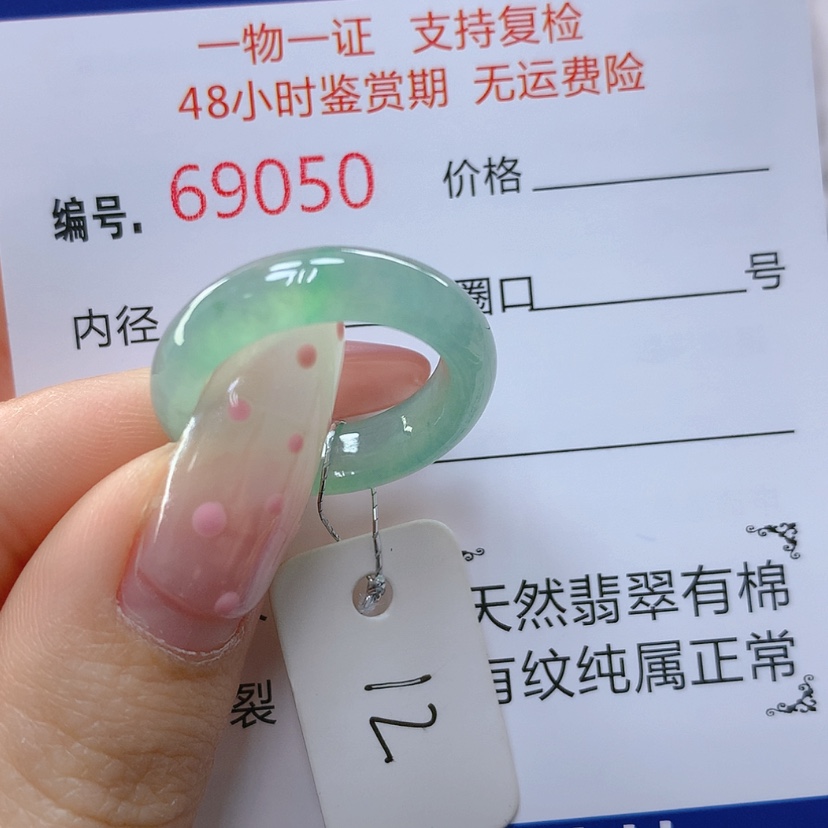 一物一证 支持复检
48小时鉴赏期 无运费险
编号. 69050 价格
内径 圈口 号
天然翡翠有棉
裂 有纹纯属正常
12